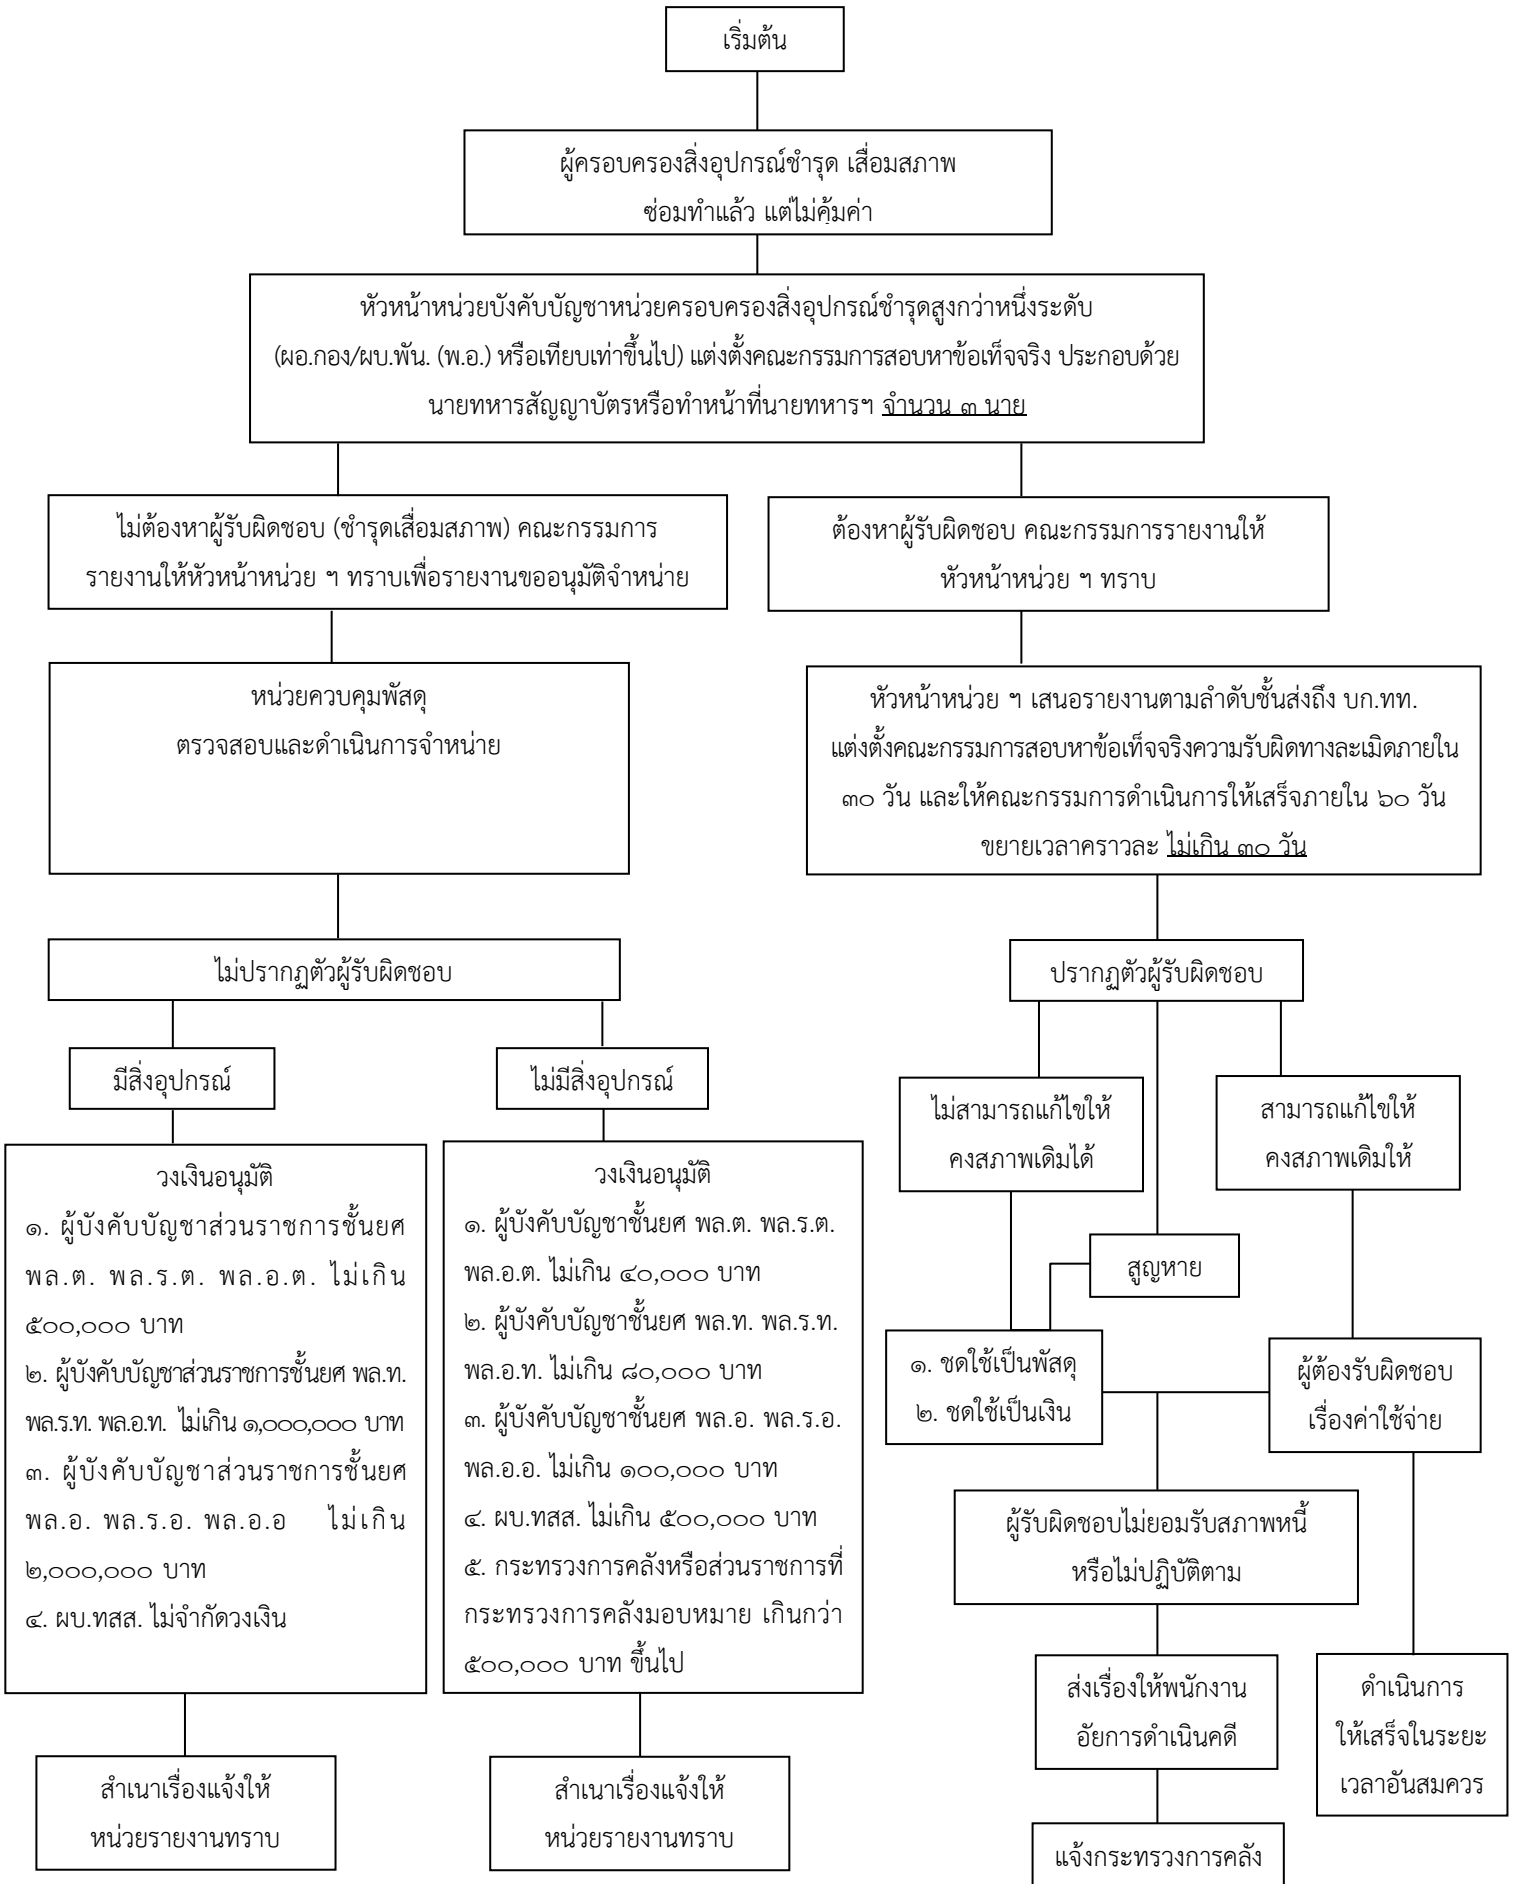 เริ่มต้น
ผู้ครอบครองสิ่งอุปกรณ์ชำรุด เสื่อมสภาพ
ซ่อมทำแล้ว แต่ไม่คุ้มค่า
หัวหน้าหน่วยบังคับบัญชาหน่วยครอบครองสิ่งอุปกรณ์ชำรุดสูงกว่าหนึ่งระดับ
(ผอ.กอง/ผบ.พัน. (พ.อ.) หรือเทียบเท่าขึ้นไป) แต่งตั้งคณะกรรมการสอบหาข้อเท็จจริง ประกอบด้วย
นายทหารสัญญาบัตรหรือทำหน้าที่นายทหารฯ จำนวน ๓ นาย
ไม่ต้องหาผู้รับผิดชอบ (ชำรุดเสื่อมสภาพ) คณะกรรมการ
รายงานให้หัวหน้าหน่วย ฯ ทราบเพื่อรายงานขออนุมัติจำหน่าย
ต้องหาผู้รับผิดชอบ คณะกรรมการรายงานให้
หัวหน้าหน่วย ฯ ทราบ
หน่วยควบคุมพัสดุ
ตรวจสอบและดำเนินการจำหน่าย
หัวหน้าหน่วย ฯ เสนอรายงานตามลำดับชั้นส่งถึง บก.ทท.
แต่งตั้งคณะกรรมการสอบหาข้อเท็จจริงความรับผิดทางละเมิดภายใน
๓๐ วัน และให้คณะกรรมการดำเนินการให้เสร็จภายใน ๖๐ วัน
ขยายเวลาคราวละ ไม่เกิน ๓๐ วัน
ไม่ปรากฏตัวผู้รับผิดชอบ
ปรากฏตัวผู้รับผิดชอบ
มีสิ่งอุปกรณ์
ไม่มีสิ่งอุปกรณ์
ไม่สามารถแก้ไขให้
คงสภาพเดิมได้
สามารถแก้ไขให้
คงสภาพเดิมให้
วงเงินอนุมัติ
๑. ผู้บังคับบัญชาส่วนราชการชั้นยศ
พล.ต. พล.ร.ต. พล.อ.ต. ไม่เกิน
๕๐๐,๐๐๐ บาท
๒. ผู้บังคับบัญชาส่วนราชการชั้นยศ พล.ท.
พล.ร.ท. พล.อ.ท. ไม่เกิน ๑,๐๐๐,๐๐๐ บาท
๓. ผู้บังคับบัญชาส่วนราชการชั้นยศ
พล.อ. พล.ร.อ. พล.อ.อ ไม่เกิน
๒,๐๐๐,๐๐๐ บาท
๔. ผบ.ทสส. ไม่จำกัดวงเงิน
วงเงินอนุมัติ
๑. ผู้บังคับบัญชาชั้นยศ พล.ต. พล.ร.ต.
พล.อ.ต. ไม่เกิน ๔๐,๐๐๐ บาท
๒. ผู้บังคับบัญชาชั้นยศ พล.ท. พล.ร.ท.
พล.อ.ท. ไม่เกิน ๘๐,๐๐๐ บาท
๓. ผู้บังคับบัญชาชั้นยศ พล.อ. พล.ร.อ.
พล.อ.อ. ไม่เกิน ๑๐๐,๐๐๐ บาท
๔. ผบ.ทสส. ไม่เกิน ๕๐๐,๐๐๐ บาท
๕. กระทรวงการคลังหรือส่วนราชการที่
กระทรวงการคลังมอบหมาย เกินกว่า
๕๐๐,๐๐๐ บาท ขึ้นไป
สูญหาย
๑. ชดใช้เป็นพัสดุ
๒. ชดใช้เป็นเงิน
ผู้ต้องรับผิดชอบ
เรื่องค่าใช้จ่าย
ผู้รับผิดชอบไม่ยอมรับสภาพหนี้
หรือไม่ปฏิบัติตาม
ส่งเรื่องให้พนักงาน
อัยการดำเนินคดี
ดำเนินการ
ให้เสร็จในระยะ
เวลาอันสมควร
สำเนาเรื่องแจ้งให้
หน่วยรายงานทราบ
สำเนาเรื่องแจ้งให้
หน่วยรายงานทราบ
แจ้งกระทรวงการคลัง